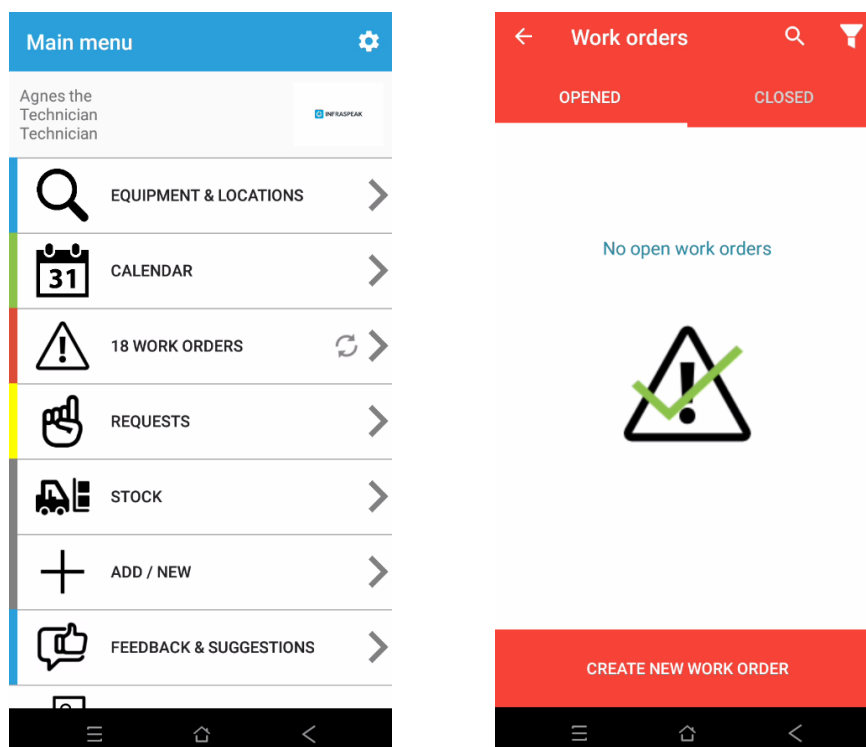 Main menu
Agnes the
Technician
Technician
INFRASPEAK
EQUIPMENT & LOCATIONS
31
CALENDAR
18 WORK ORDERS
REQUESTS
STOCK
ADD / NEW
FEEDBACK & SUGGESTIONS
Work orders
OPENED
CLOSED
No open work orders
CREATE NEW WORK ORDER